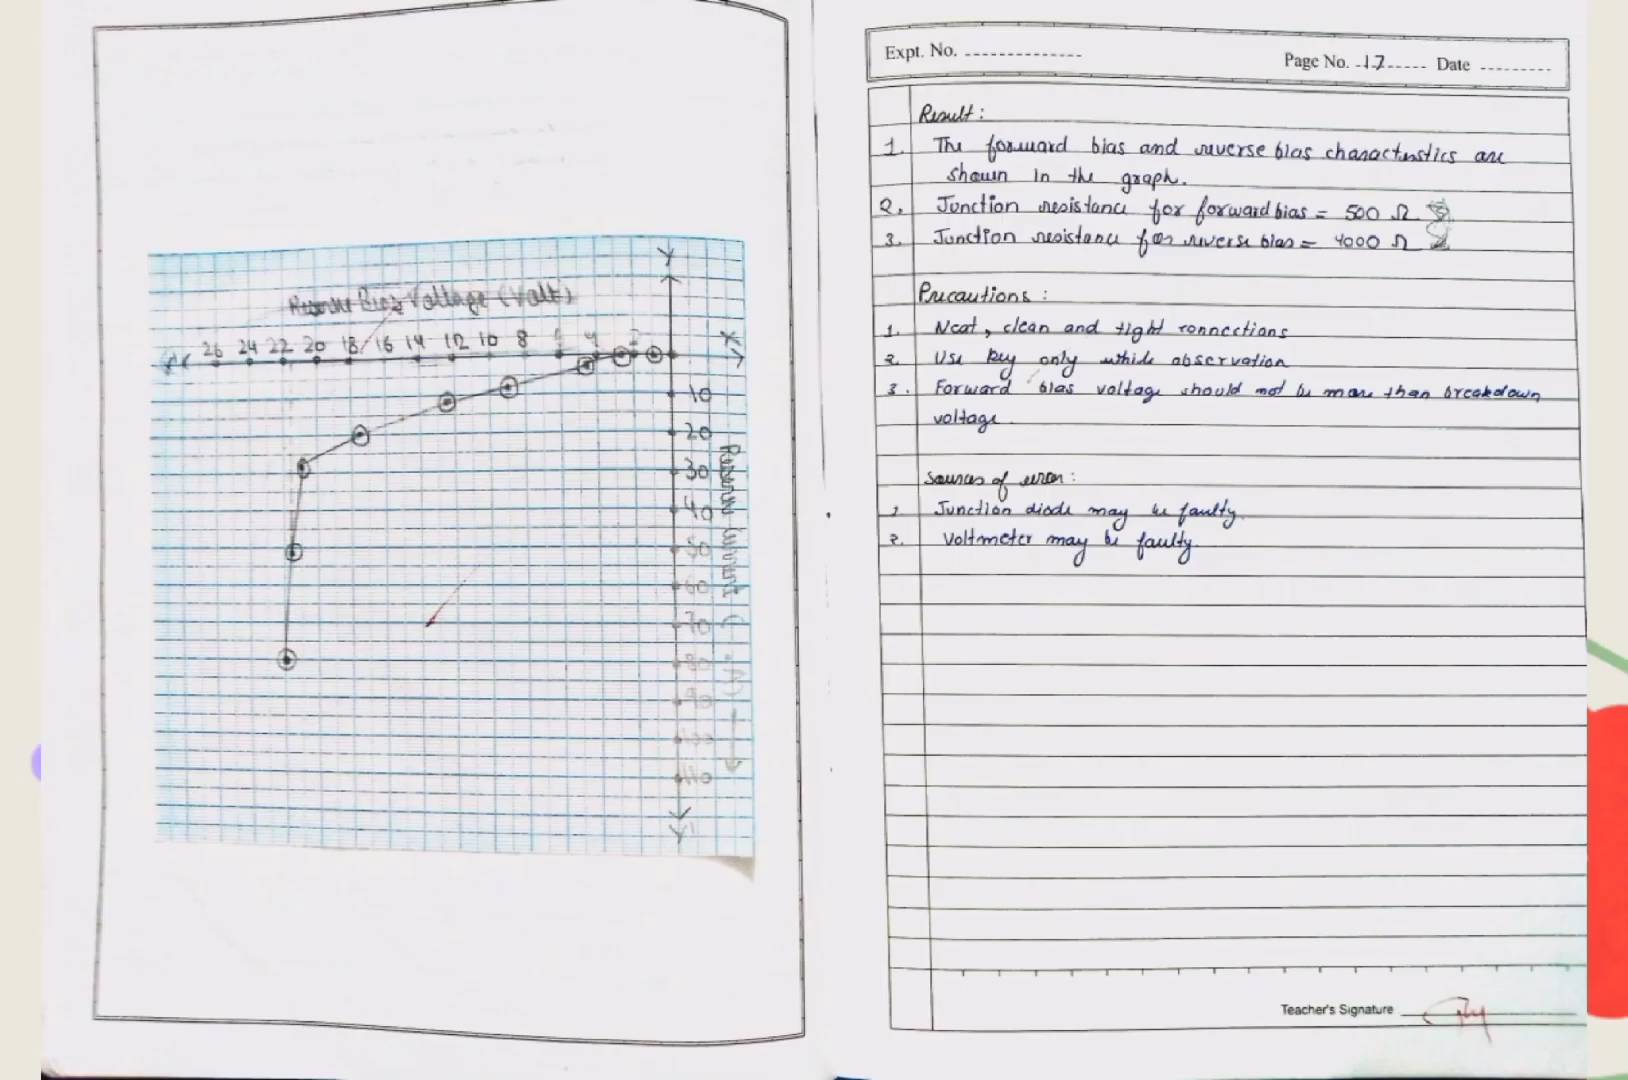 Y
Reverse Bias Voltage (Volt)
26 24 22 20 18 16 14 12 10 8 6 4 2
X
10
20
30
40
50
60
70
80
90
100
110
Reverse Current
Y'
Expt. No. Page No. 17 Date
Result:
1. The forward bias and reverse bias charactistics are
shown in the graph.
2. Junction resistance for forward bias = 500 Ω
3. Junction resistance for reverse bias = 4000 Ω
Precautions :
1. Neat, clean and tight connections
2. Use key only while observation
3. Forward bias voltage should not be more than breakdown
voltage.
Sources of error:
1. Junction diode may be faulty.
2. Voltmeter may be faulty.
Teacher's Signature